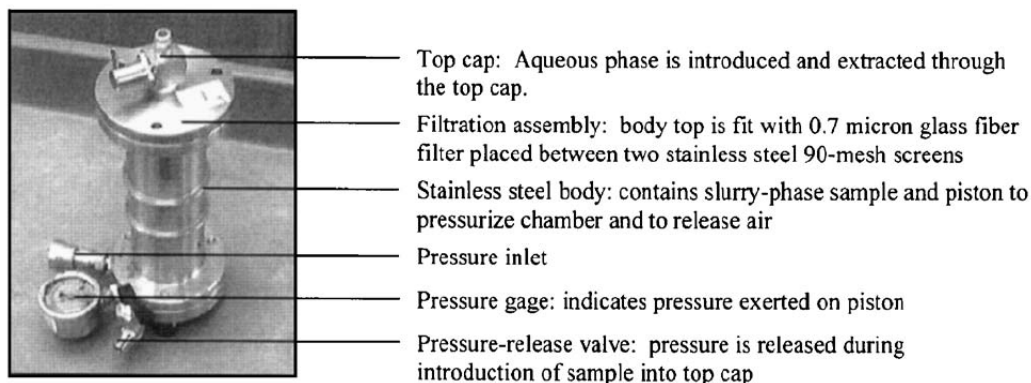 Top cap: Aqueous phase is introduced and extracted through
the top cap.
Filtration assembly: body top is fit with 0.7 micron glass fiber
filter placed between two stainless steel 90-mesh screens
Stainless steel body: contains slurry-phase sample and piston to
pressurize chamber and to release air
Pressure inlet
Pressure gage: indicates pressure exerted on piston
Pressure-release valve: pressure is released during
introduction of sample into top cap